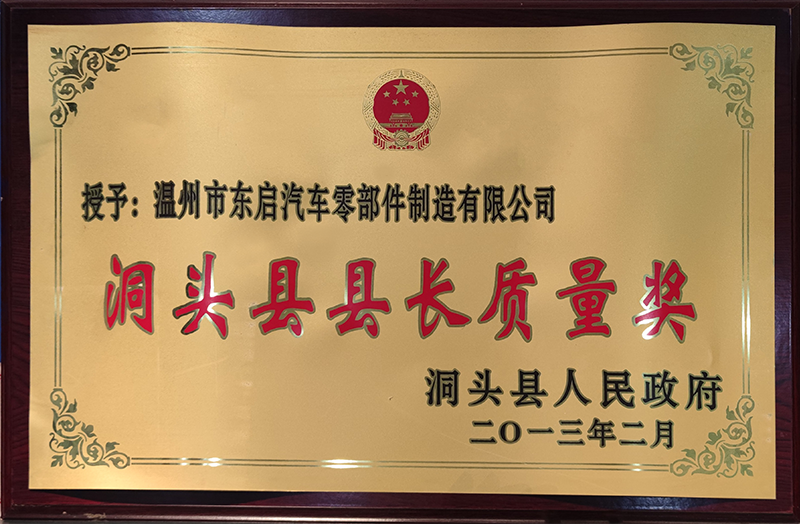 授予：温州市东启汽车零部件制造有限公司
洞头县县长质量奖
洞头县人民政府
二〇一三年二月